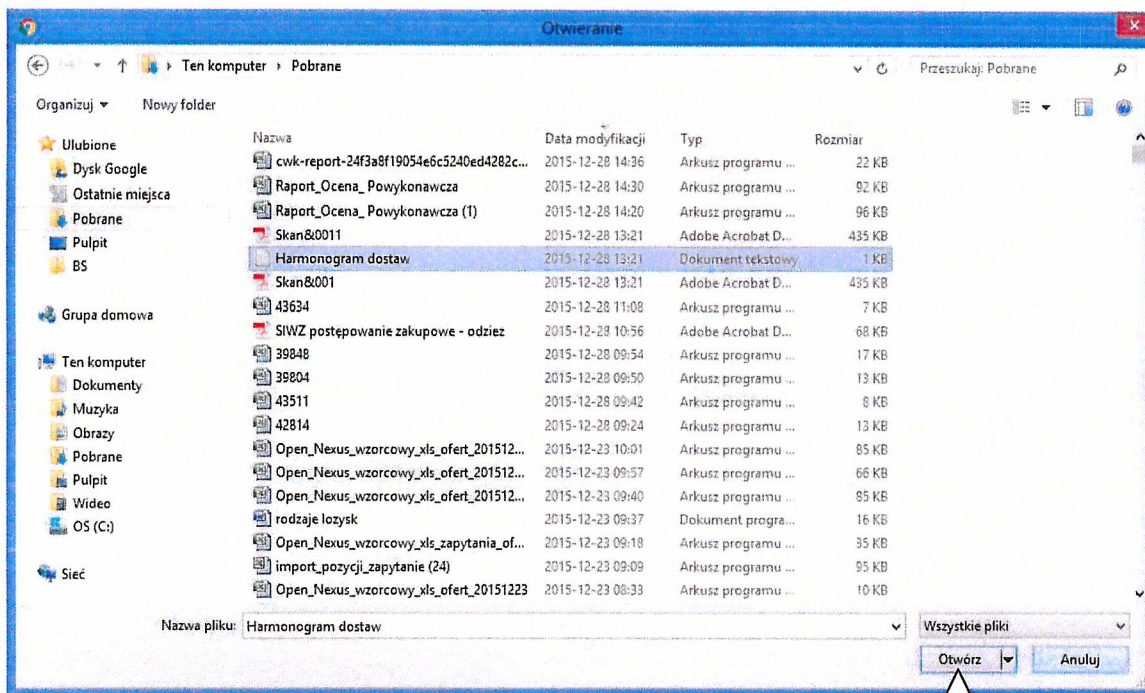 Otwieranie
Ten komputer › Pobrane
Przeszukaj: Pobrane
Organizuj
Nowy folder
Ulubione
Dysk Google
Ostatnie miejsca
Pobrane
Pulpit
BS
Grupa domowa
Ten komputer
Dokumenty
Muzyka
Obrazy
Pobrane
Pulpit
Wideo
OS (C:)
Sieć
Nazwa Data modyfikacji Typ Rozmiar
cwk-report-24f3a8f19054e6c5240ed4282c... 2015-12-28 14:36 Arkusz programu ... 22 KB
Raport_Ocena_ Powykonawcza 2015-12-28 14:30 Arkusz programu ... 92 KB
Raport_Ocena_ Powykonawcza (1) 2015-12-28 14:20 Arkusz programu ... 96 KB
Skan&0011 2015-12-28 13:21 Adobe Acrobat D... 435 KB
Harmonogram dostaw 2015-12-28 13:21 Dokument tekstowy 1 KB
Skan&001 2015-12-28 13:21 Adobe Acrobat D... 435 KB
43634 2015-12-28 11:08 Arkusz programu ... 7 KB
SIWZ postępowanie zakupowe - odziez 2015-12-28 10:56 Adobe Acrobat D... 68 KB
39848 2015-12-28 09:54 Arkusz programu ... 17 KB
39804 2015-12-28 09:50 Arkusz programu ... 13 KB
43511 2015-12-28 09:42 Arkusz programu ... 8 KB
42814 2015-12-28 09:24 Arkusz programu ... 13 KB
Open_Nexus_wzorcowy_xls_ofert_201512... 2015-12-23 10:01 Arkusz programu ... 85 KB
Open_Nexus_wzorcowy_xls_ofert_201512... 2015-12-23 09:57 Arkusz programu ... 66 KB
Open_Nexus_wzorcowy_xls_ofert_201512... 2015-12-23 09:40 Arkusz programu ... 85 KB
rodzaje lozysk 2015-12-23 09:37 Dokument progra... 16 KB
Open_Nexus_wzorcowy_xls_zapytania_of... 2015-12-23 09:18 Arkusz programu ... 35 KB
import_pozycji_zapytanie (24) 2015-12-23 09:09 Arkusz programu ... 95 KB
Open_Nexus_wzorcowy_xls_ofert_20151223 2015-12-23 08:33 Arkusz programu ... 10 KB
Nazwa pliku: Harmonogram dostaw
Wszystkie pliki
Otwórz
Anuluj